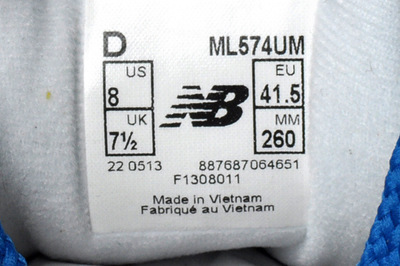 D ML574UM
US EU
8 NB 41.5
UK MM
7½ 260
22 0513 887687064651
F1308011
Made in Vietnam
Fabriqué au Vietnam